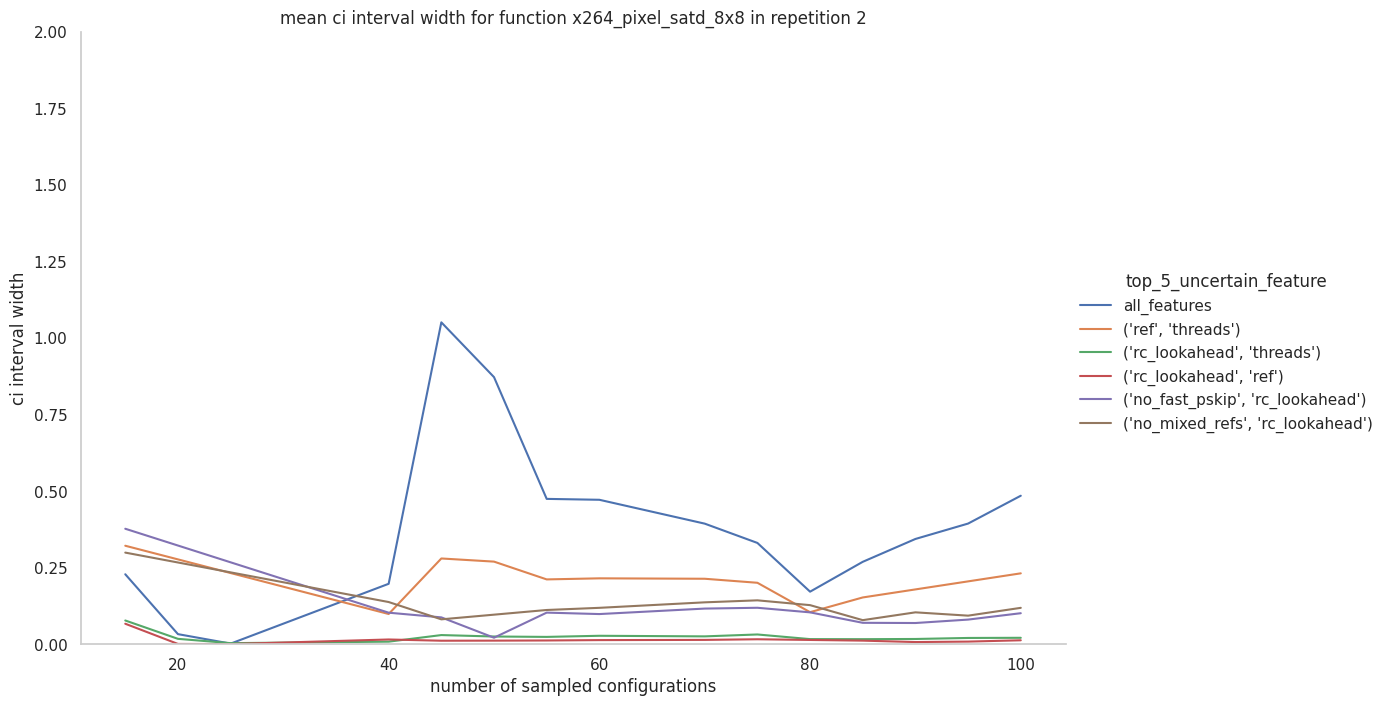 mean ci interval width for function x264_pixel_satd_8x8 in repetition 2
2.00
1.75
1.50
1.25
1.00
0.75
0.50
0.25
0.00
ci interval width
20
40
60
80
100
number of sampled configurations
top_5_uncertain_feature
all_features
('ref', 'threads')
('rc_lookahead', 'threads')
('rc_lookahead', 'ref')
('no_fast_pskip', 'rc_lookahead')
('no_mixed_refs', 'rc_lookahead')